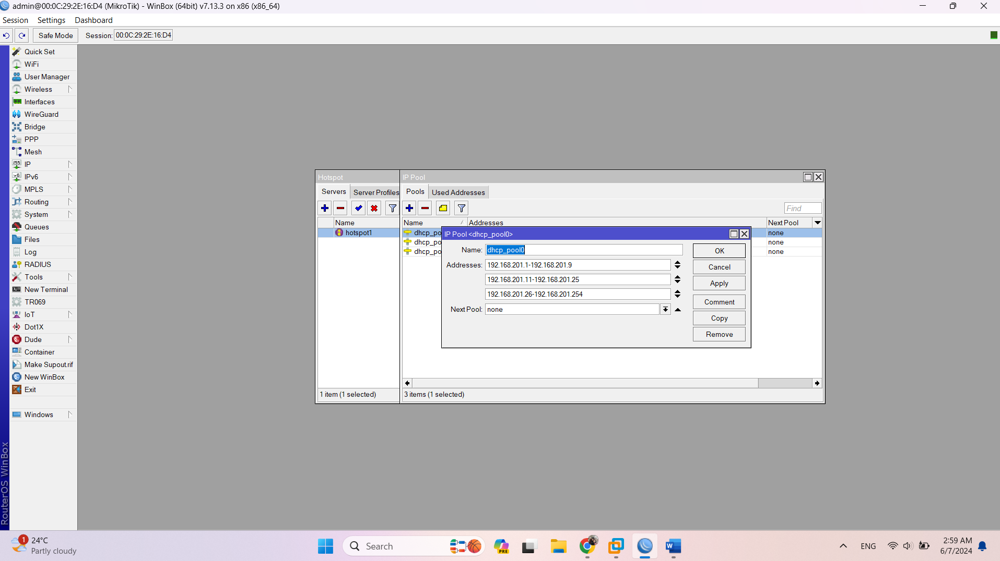 admin@00:0C:29:2E:16:D4 (MikroTik) - WinBox (64bit) v7.13.3 on x86 (x86_64)
Session Settings Dashboard
Safe Mode Session: 00:0C:29:2E:16:D4
Quick Set
WiFi
User Manager
Wireless
Interfaces
WireGuard
Bridge
PPP
Mesh
IP
IPv6
MPLS
Routing
System
Queues
Files
Log
RADIUS
Tools
New Terminal
TR069
IoT
Dot1X
Dude
Container
Make Supout.rif
New WinBox
Exit
Windows
RouterOS WinBox
Hotspot
Servers Server Profiles
Name
hotspot1
1 item (1 selected)
IP Pool
Pools Used Addresses
Find
Name Addresses Next Pool
dhcp_po none
dhcp_po none
dhcp_po none
3 items (1 selected)
IP Pool <dhcp_pool0>
Name: dhcp_pool0
Addresses: 192.168.201.1-192.168.201.9
192.168.201.11-192.168.201.25
192.168.201.26-192.168.201.254
Next Pool: none
OK
Cancel
Apply
Comment
Copy
Remove
1
24°C
Partly cloudy
Search
PRE
ENG
2:59 AM
6/7/2024